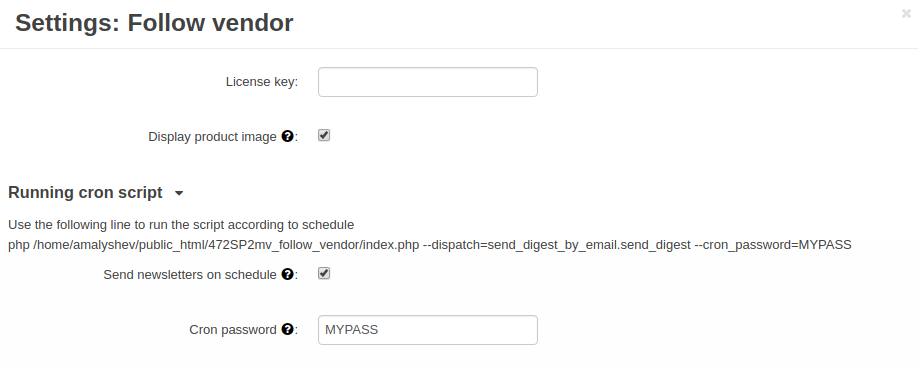 Settings: Follow vendor
License key:
Display product image ?:
Running cron script
Use the following line to run the script according to schedule
php /home/amalyshev/public_html/472SP2mv_follow_vendor/index.php --dispatch=send_digest_by_email.send_digest --cron_password=MYPASS
Send newsletters on schedule ?:
Cron password ?: MYPASS